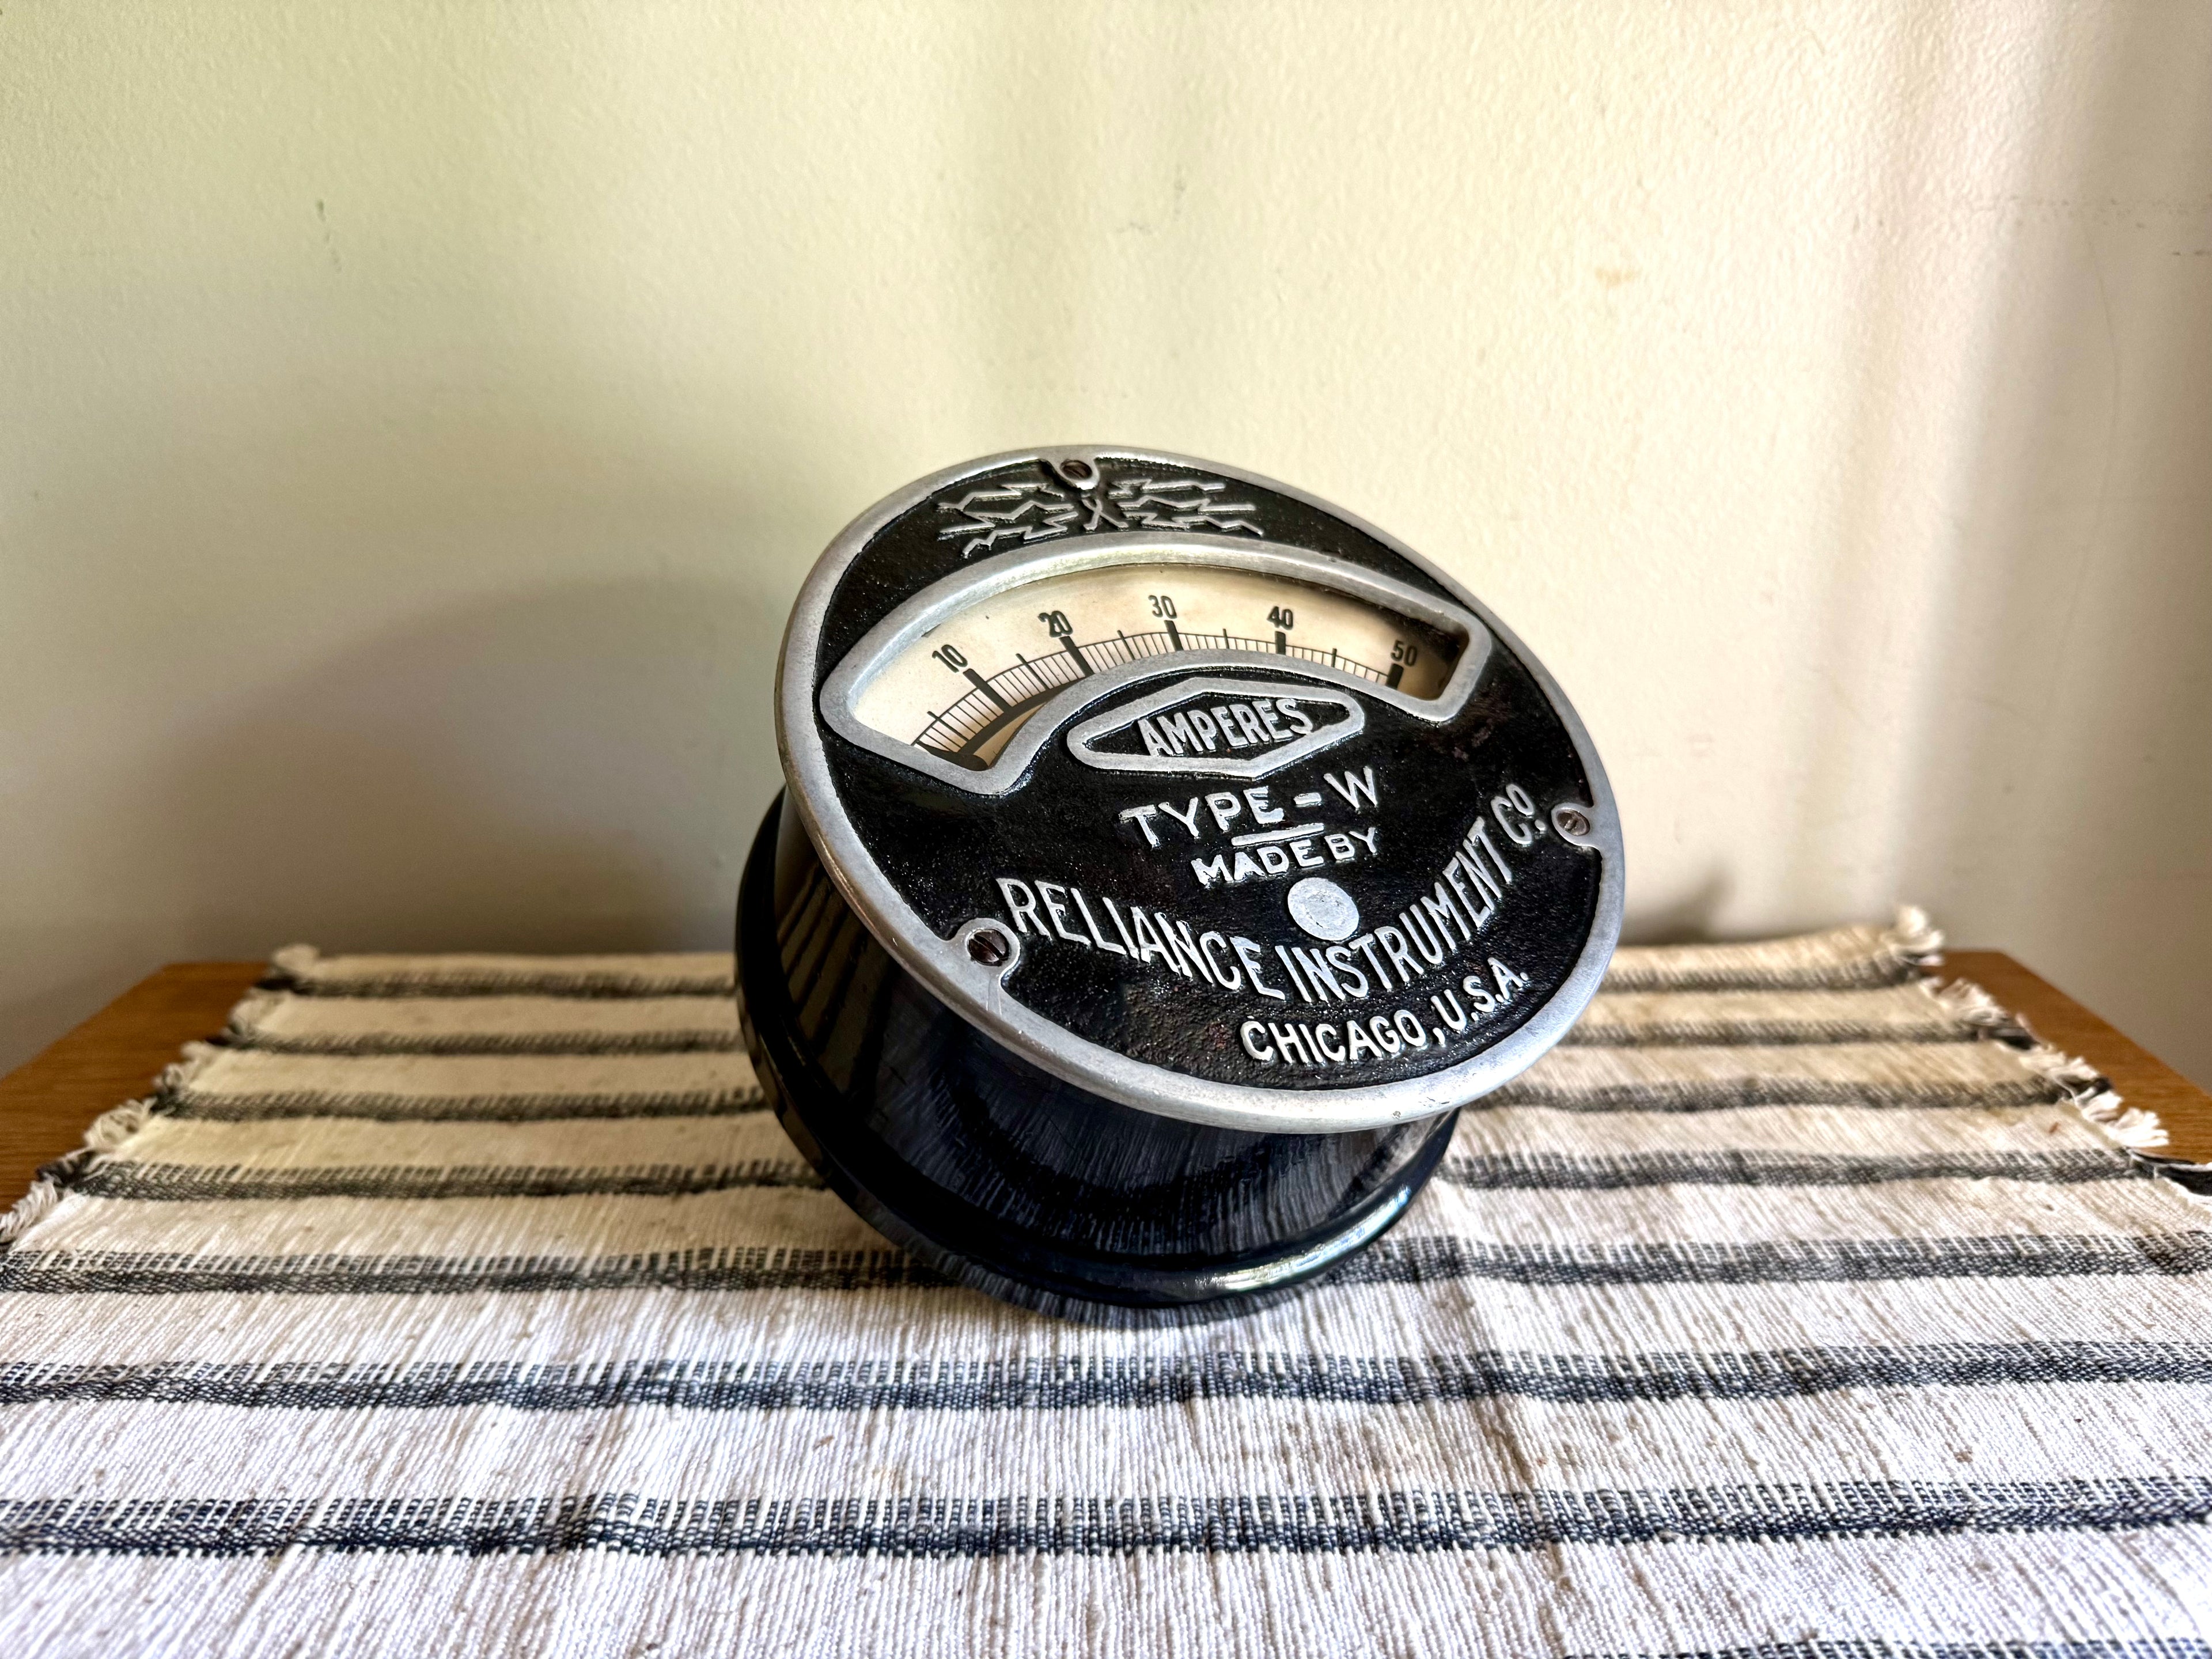 10 20 30 40 50
AMPERES
TYPE-W
MADE BY
RELIANCE INSTRUMENT CO.
CHICAGO, U.S.A.